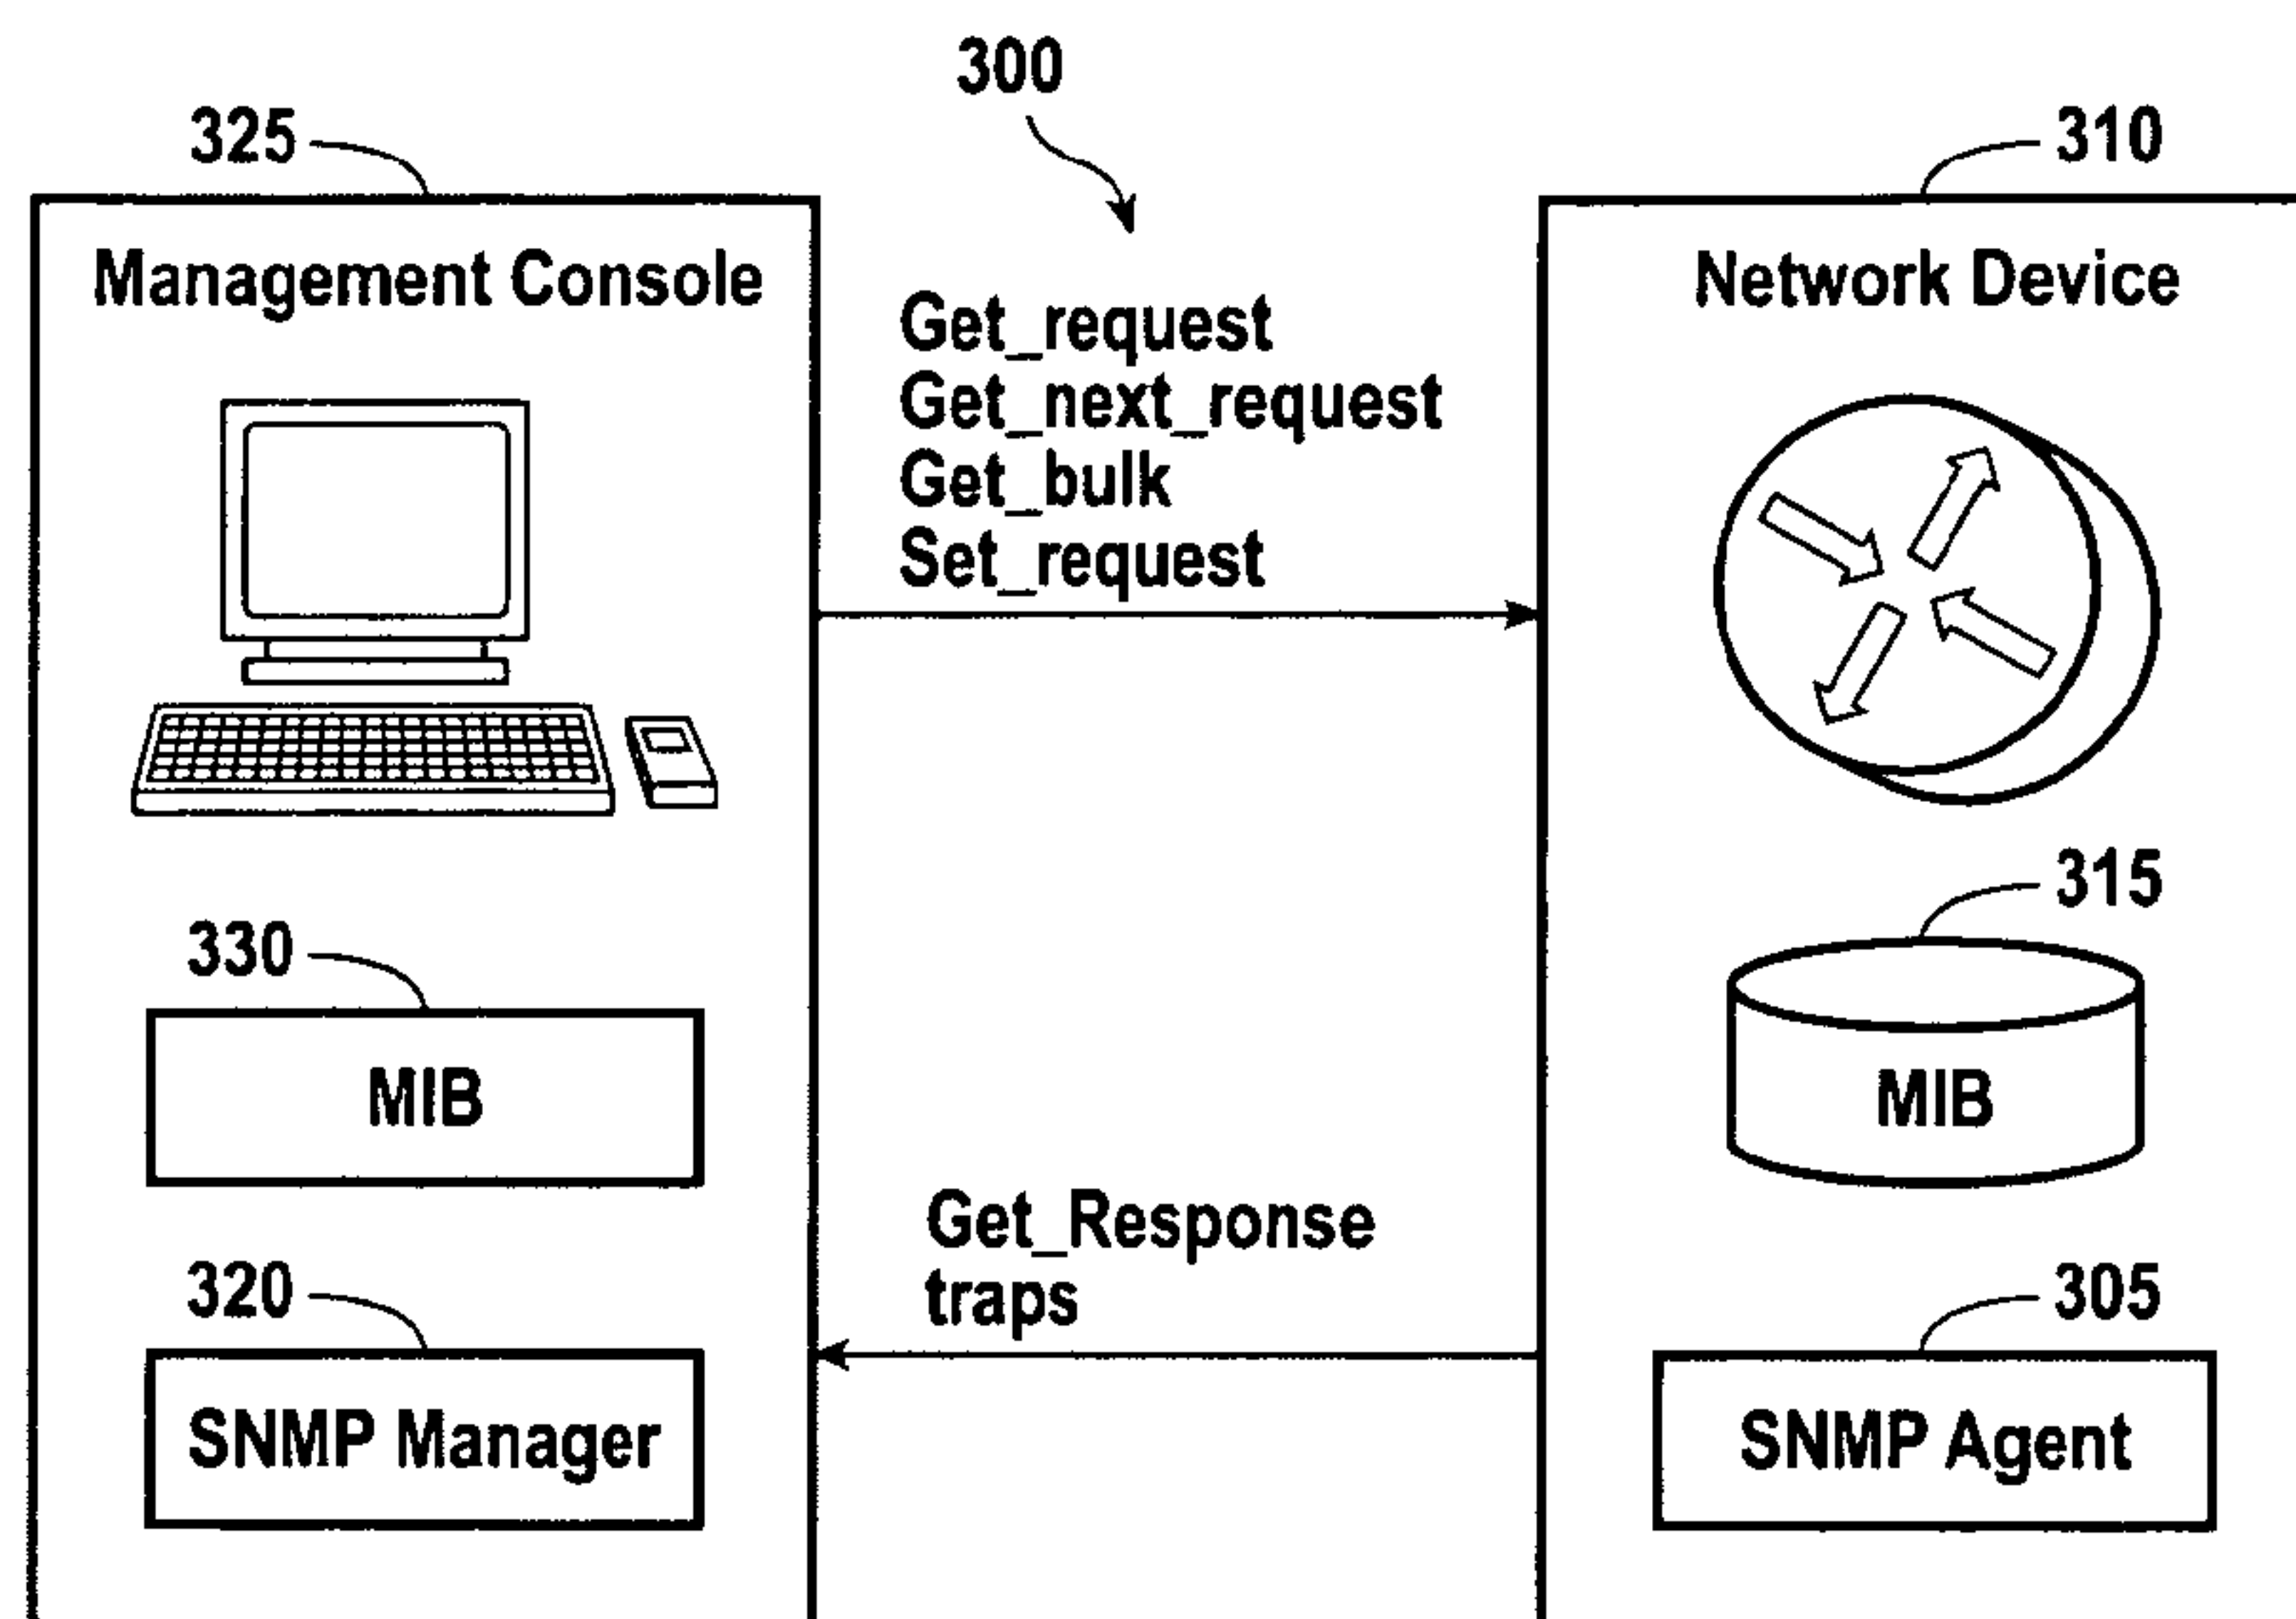 300
325
310
Management Console
Network Device
Get_request
Get_next_request
Get_bulk
Set_request
315
330
MIB
MIB
Get_Response
traps
320
305
SNMP Manager
SNMP Agent